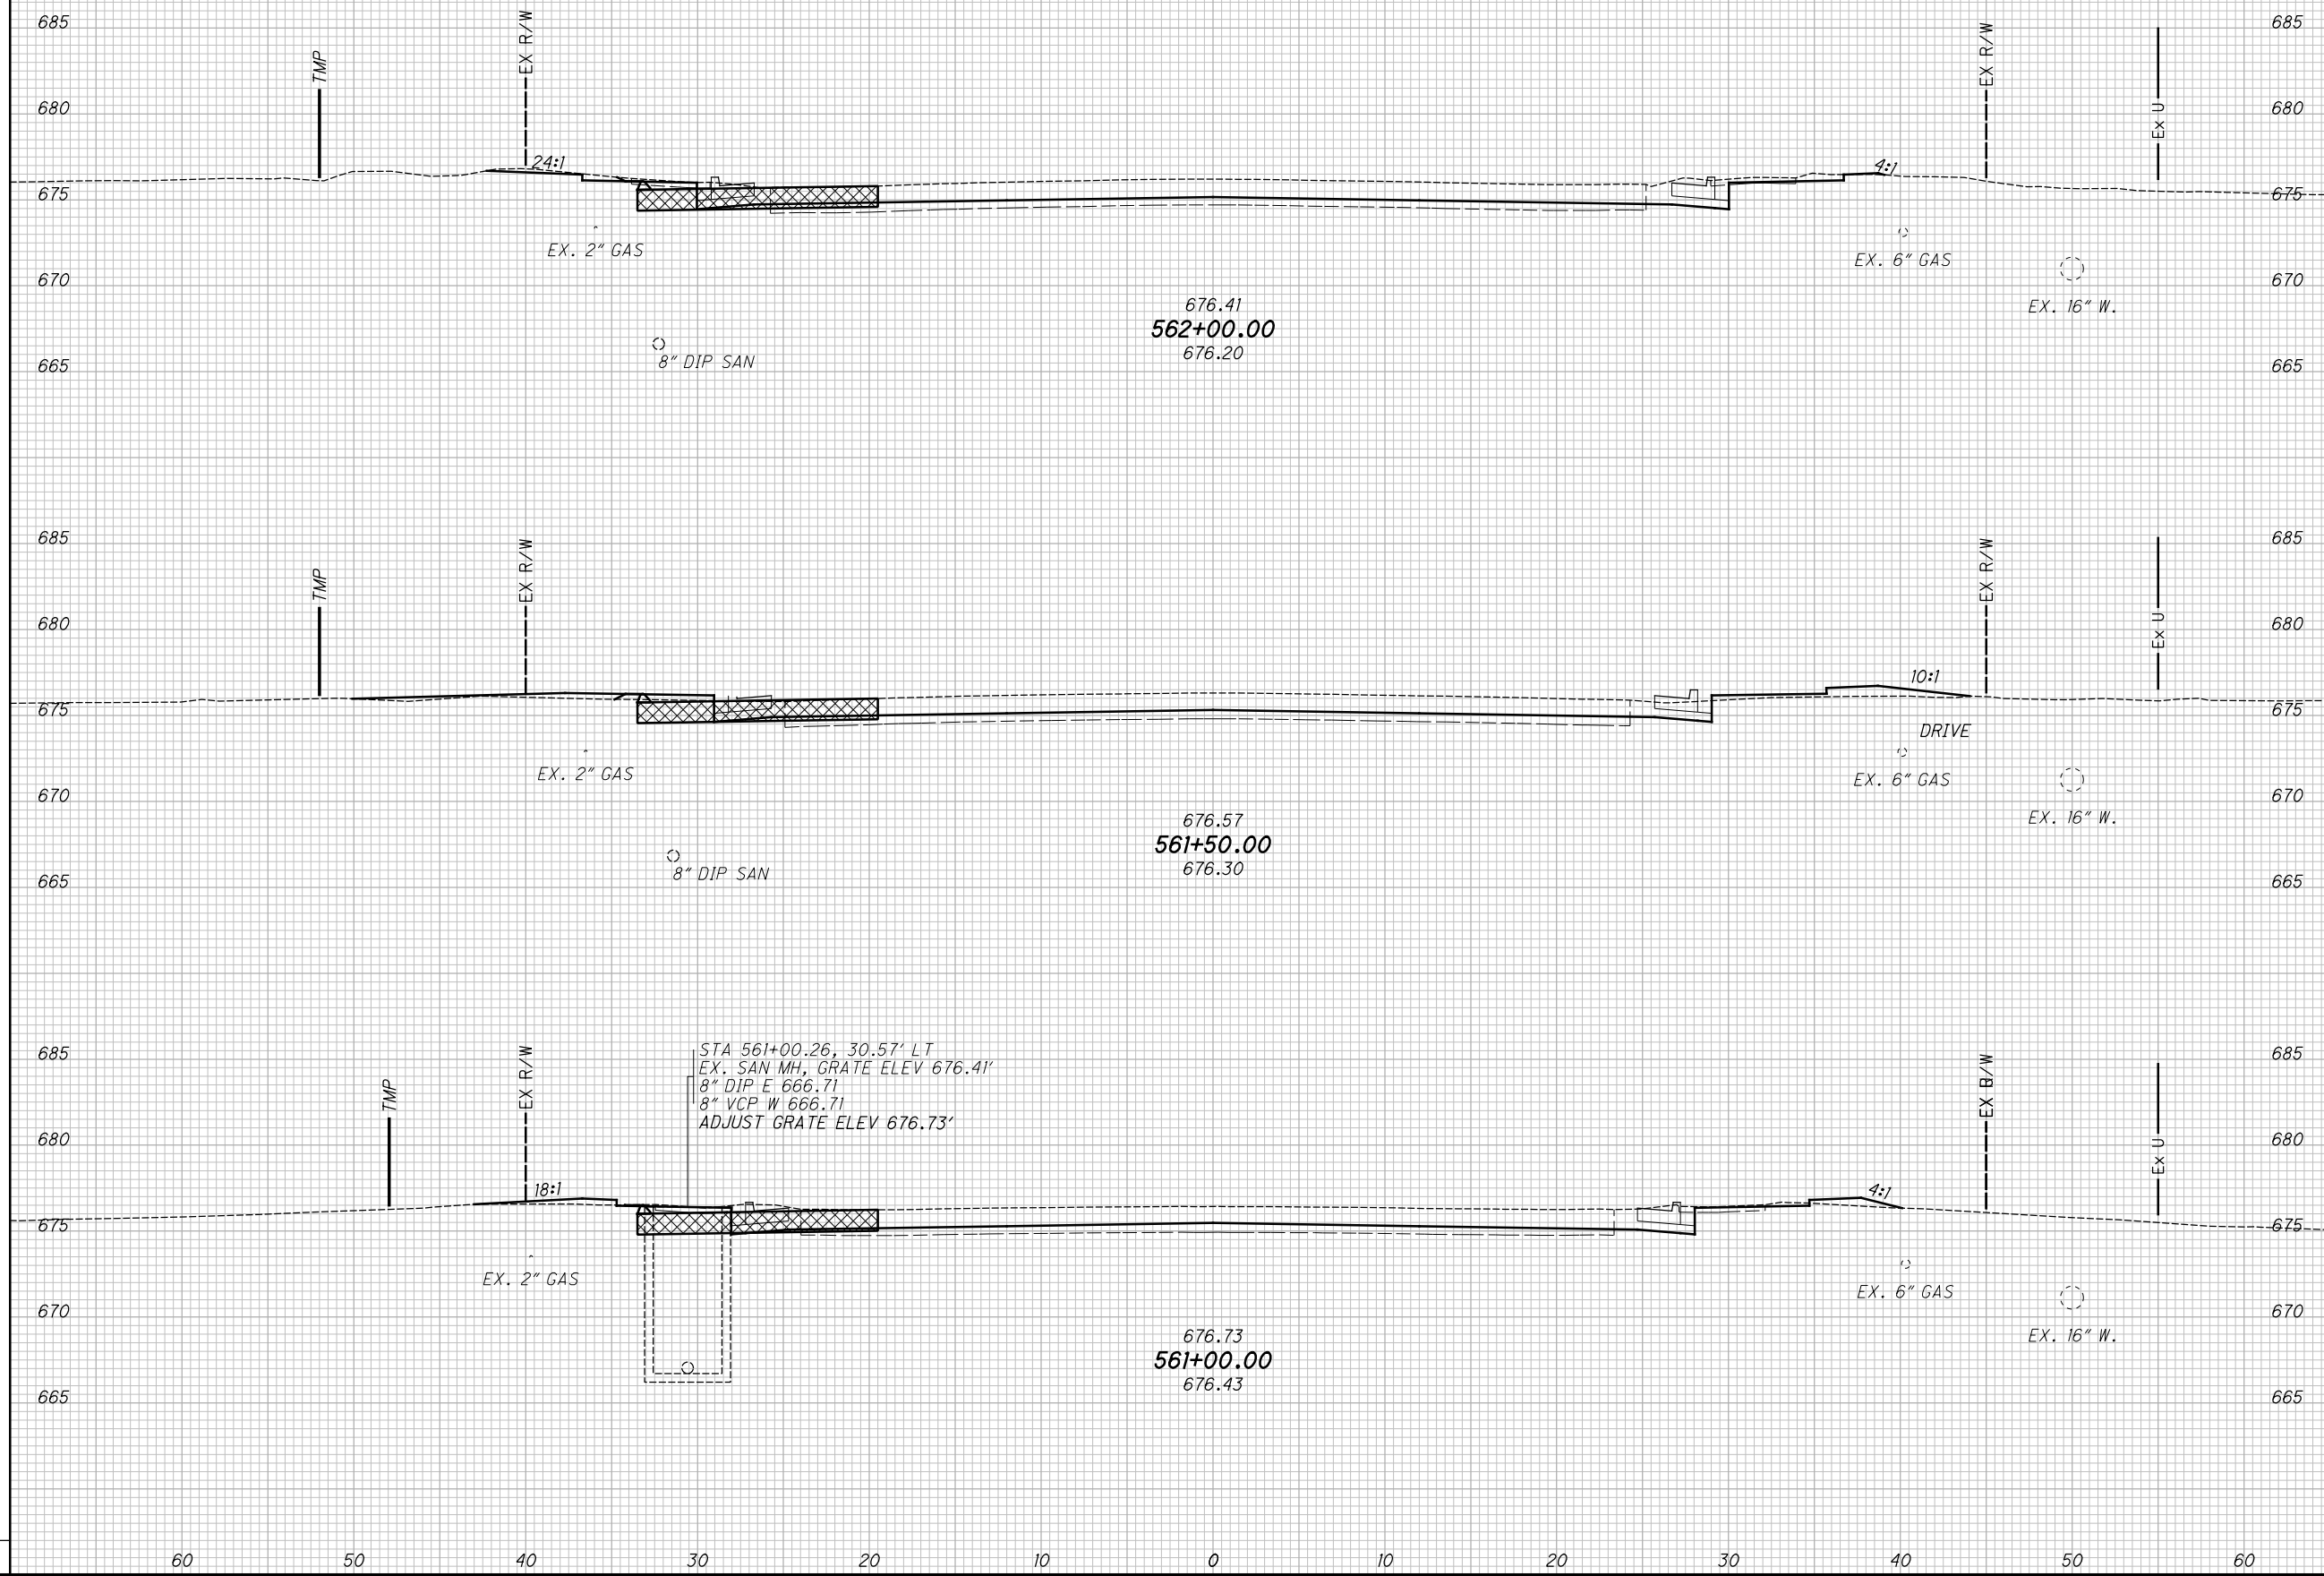 685 685
TMP
EX R/W
EX R/W
Ex U
680 680
24:1
4:1
675 675
EX. 2" GAS
EX. 6" GAS
670 670
EX. 16" W.
676.41
562+00.00
676.20
8" DIP SAN
665 665
685 685
TMP
EX R/W
EX R/W
Ex U
680 680
10:1
675 675
DRIVE
EX. 2" GAS
EX. 6" GAS
670 670
EX. 16" W.
676.57
561+50.00
676.30
8" DIP SAN
665 665
685 685
TMP
EX R/W
STA 561+00.26, 30.57' LT
EX. SAN MH, GRATE ELEV 676.41'
8" DIP E 666.71
8" VCP W 666.71
ADJUST GRATE ELEV 676.73'
EX R/W
Ex U
680 680
18:1
4:1
675 675
EX. 2" GAS
EX. 6" GAS
670 670
EX. 16" W.
676.73
561+00.00
676.43
665 665
60 50 40 30 20 10 0 10 20 30 40 50 60